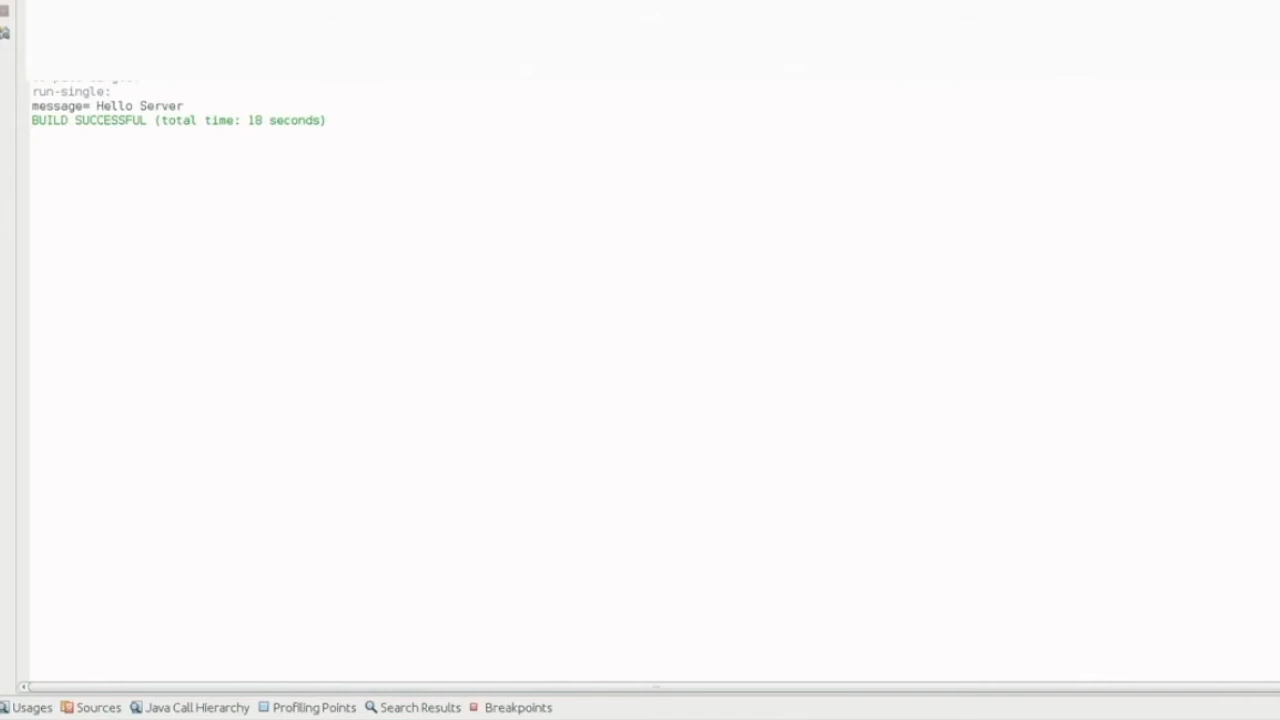 run-single:
message= Hello Server
BUILD SUCCESSFUL (total time: 18 seconds)
Usages Sources Java Call Hierarchy Profiling Points Search Results Breakpoints